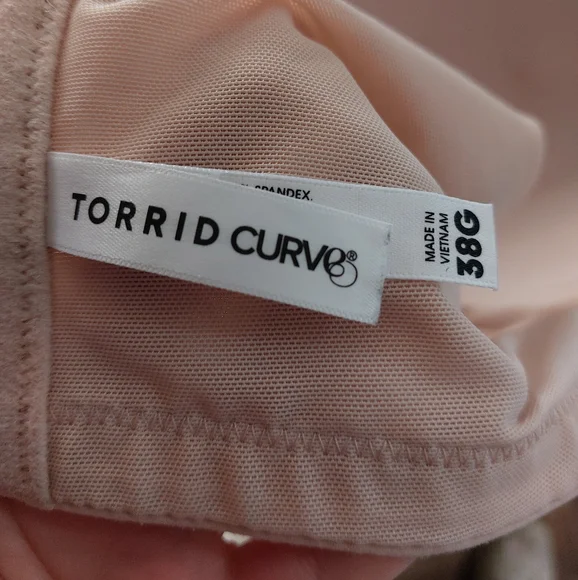 TORRID CURVE®
SPANDEX.
MADE IN
VIETNAM
38G